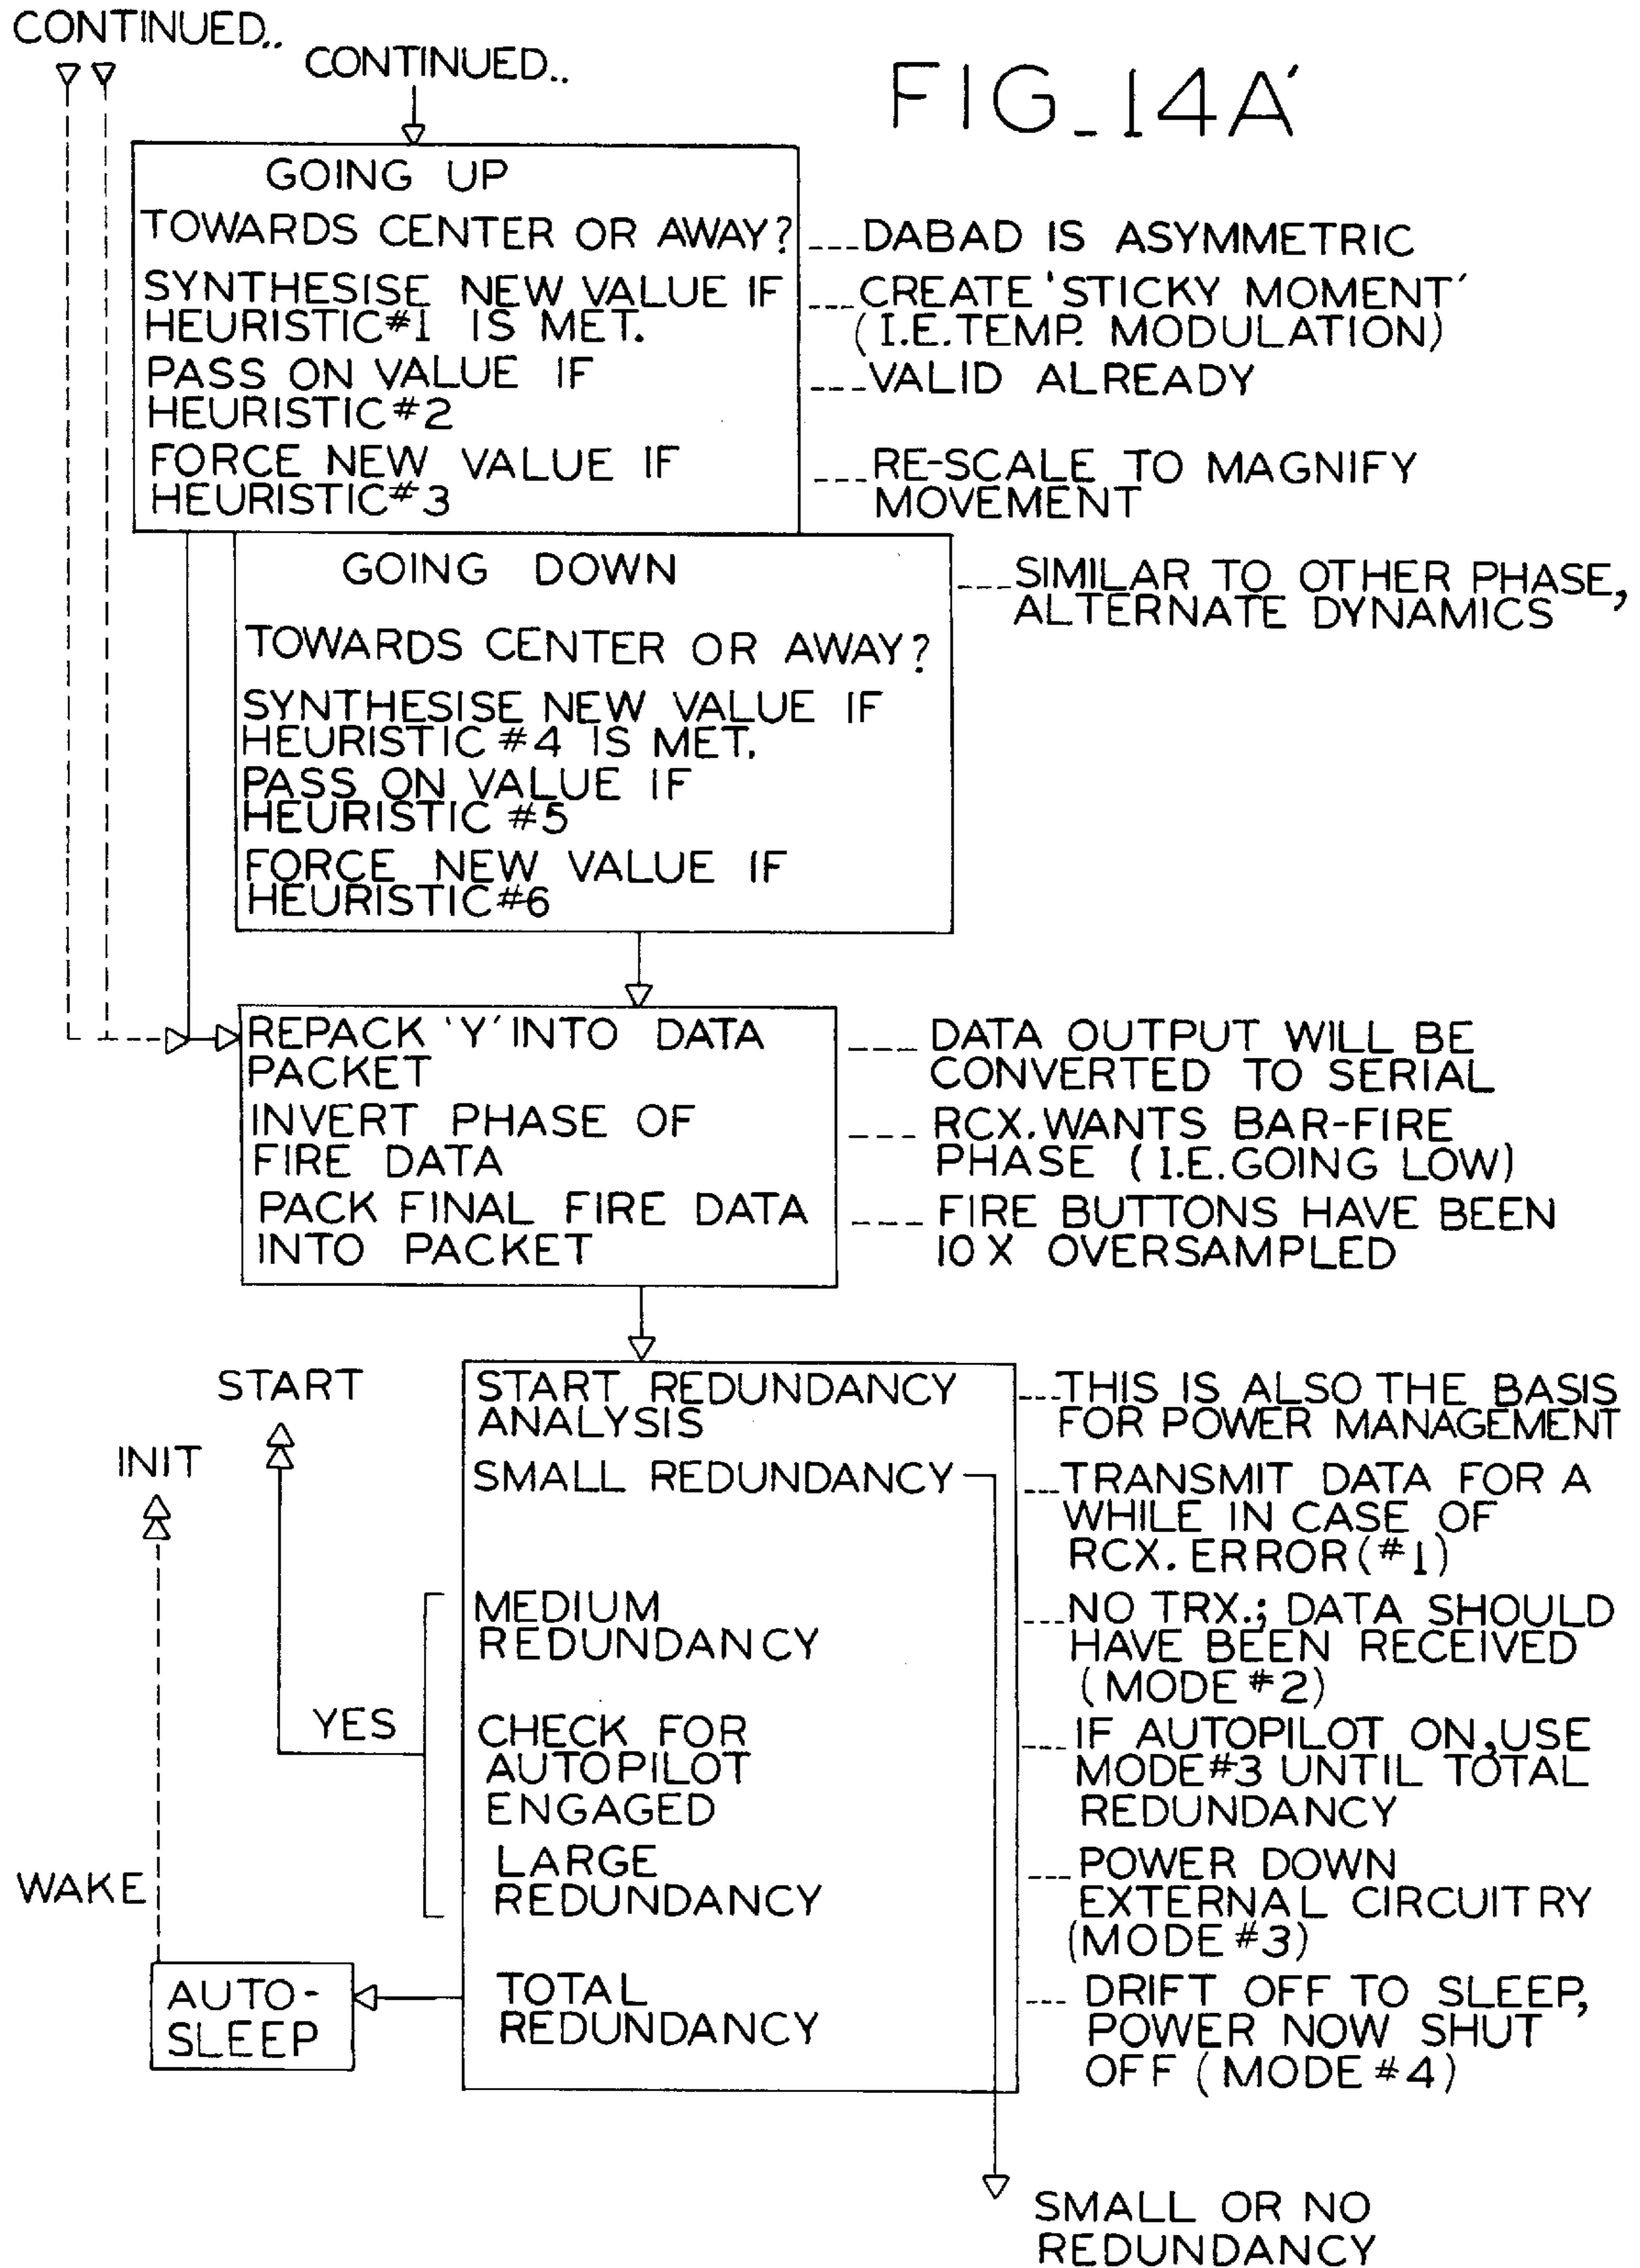 CONTINUED..
CONTINUED..
FIG_14A'
GOING UP
TOWARDS CENTER OR AWAY?
---DABAD IS ASYMMETRIC
SYNTHESISE NEW VALUE IF
HEURISTIC#1 IS MET.
---CREATE 'STICKY MOMENT'
(I.E.TEMP. MODULATION)
PASS ON VALUE IF
HEURISTIC#2
---VALID ALREADY
FORCE NEW VALUE IF
HEURISTIC#3
---RE-SCALE TO MAGNIFY
MOVEMENT
GOING DOWN
---SIMILAR TO OTHER PHASE,
ALTERNATE DYNAMICS
TOWARDS CENTER OR AWAY?
SYNTHESISE NEW VALUE IF
HEURISTIC #4 IS MET.
PASS ON VALUE IF
HEURISTIC #5
FORCE NEW VALUE IF
HEURISTIC#6
REPACK 'Y' INTO DATA
PACKET
--- DATA OUTPUT WILL BE
CONVERTED TO SERIAL
INVERT PHASE OF
FIRE DATA
--- RCX.WANTS BAR-FIRE
PHASE (I.E.GOING LOW)
PACK FINAL FIRE DATA
INTO PACKET
--- FIRE BUTTONS HAVE BEEN
10 X OVERSAMPLED
START
INIT
START REDUNDANCY
ANALYSIS
---THIS IS ALSO THE BASIS
FOR POWER MANAGEMENT
SMALL REDUNDANCY
---TRANSMIT DATA FOR A
WHILE IN CASE OF
RCX. ERROR(#1)
MEDIUM
REDUNDANCY
---NO TRX.; DATA SHOULD
HAVE BEEN RECEIVED
(MODE #2)
YES
CHECK FOR
AUTOPILOT
ENGAGED
---IF AUTOPILOT ON,USE
MODE#3 UNTIL TOTAL
REDUNDANCY
LARGE
REDUNDANCY
---POWER DOWN
EXTERNAL CIRCUITRY
(MODE #3)
WAKE
AUTO-
SLEEP
TOTAL
REDUNDANCY
--- DRIFT OFF TO SLEEP,
POWER NOW SHUT
OFF (MODE #4)
SMALL OR NO
REDUNDANCY